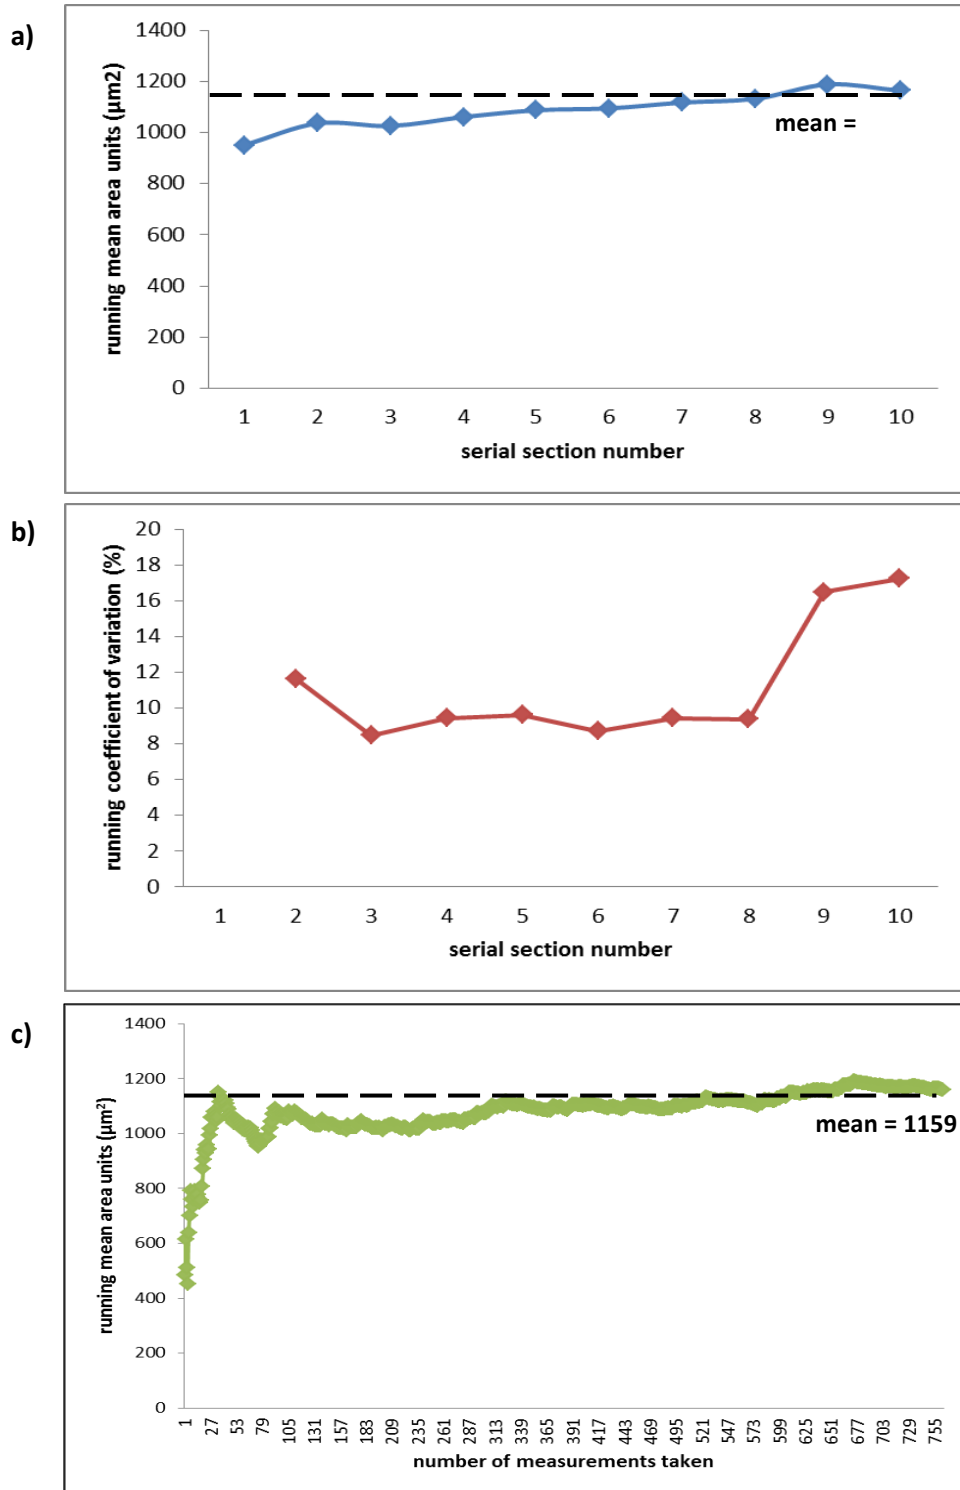 a)
running mean area units (µm2)
1400
1200
1000
800
600
400
200
0
mean =
1 2 3 4 5 6 7 8 9 10
serial section number
b)
running coefficient of variation (%)
20
18
16
14
12
10
8
6
4
2
0
1 2 3 4 5 6 7 8 9 10
serial section number
c)
running mean area units (µm²)
1400
1200
1000
800
600
400
200
0
mean = 1159
1 27 53 79 105 131 157 183 209 235 261 287 313 339 365 391 417 443 469 495 521 547 573 599 625 651 677 703 729 755
number of measurements taken